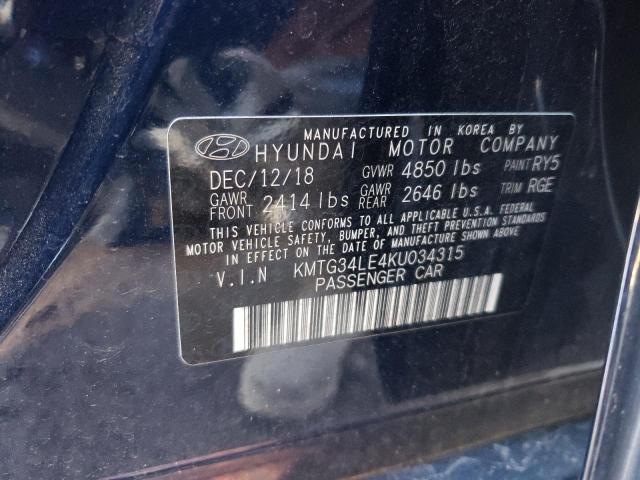 MANUFACTURED IN KOREA BY
HYUNDAI MOTOR COMPANY
DEC/12/18 GVWR 4850 lbs PAINT RY5
GAWR FRONT 2414 lbs GAWR REAR 2646 lbs TRIM RGE
THIS VEHICLE CONFORMS TO ALL APPLICABLE U.S.A. FEDERAL
MOTOR VEHICLE SAFETY, BUMPER, AND THEFT PREVENTION STANDARDS
IN EFFECT ON THE DATE OF MANUFACTURE SHOWN ABOVE.
V.I.N KMTG34LE4KU034315
PASSENGER CAR